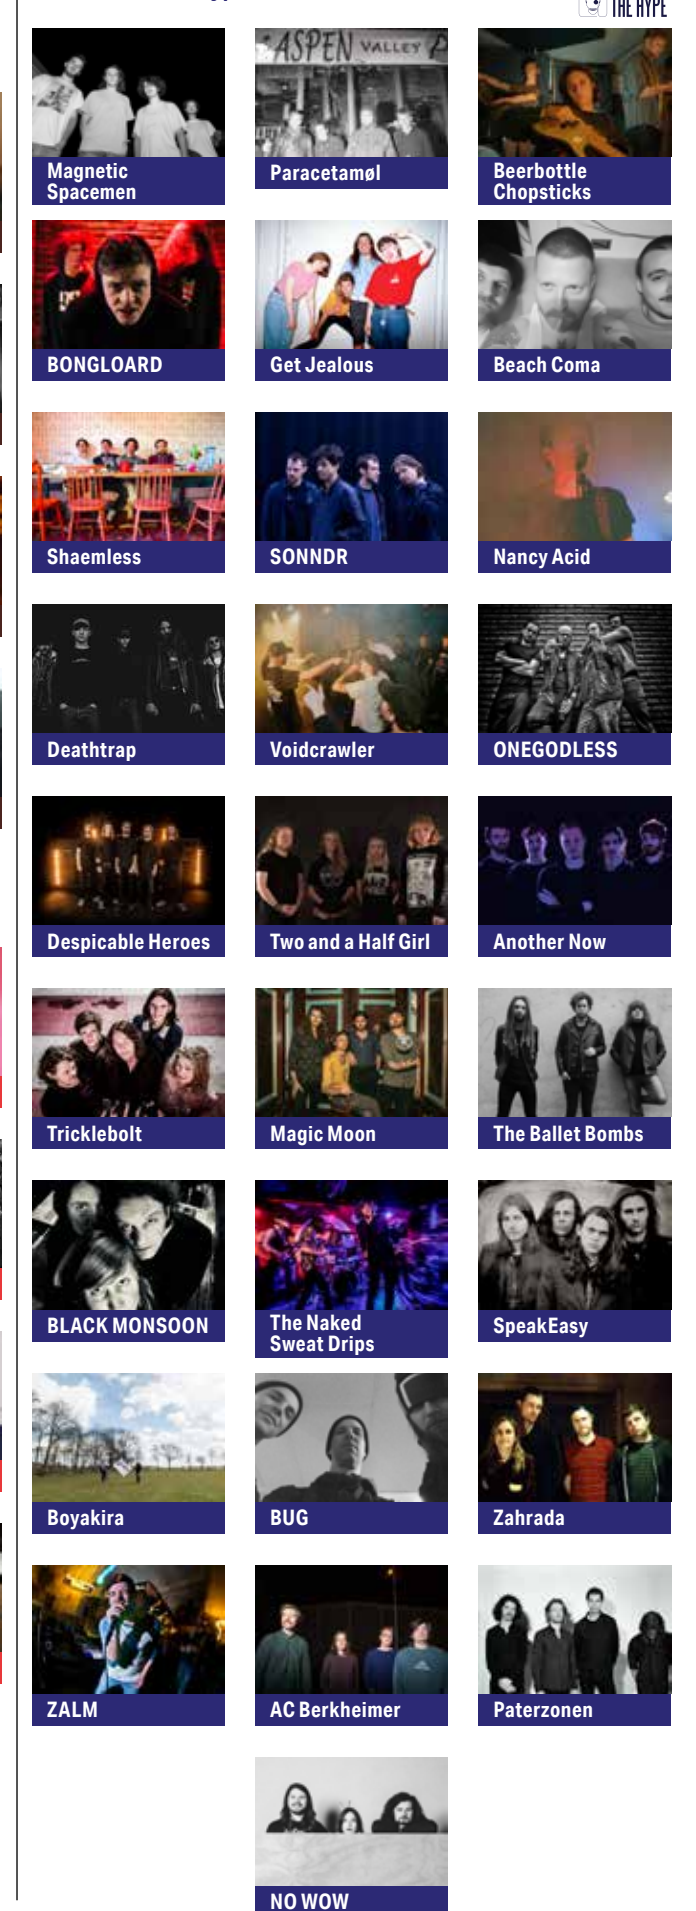 THE HYPE
ASPEN VALLEY
Magnetic
Spacemen
Paracetamøl
Beerbottle
Chopsticks
BONGLOARD
Get Jealous
Beach Coma
Shaemless
SONNDR
Nancy Acid
Deathtrap
Voidcrawler
ONEGODLESS
Despicable Heroes
Two and a Half Girl
Another Now
Tricklebolt
Magic Moon
The Ballet Bombs
BLACK MONSOON
The Naked
Sweat Drips
SpeakEasy
Boyakira
BUG
Zahrada
ZALM
AC Berkheimer
Paterzonen
NO WOW